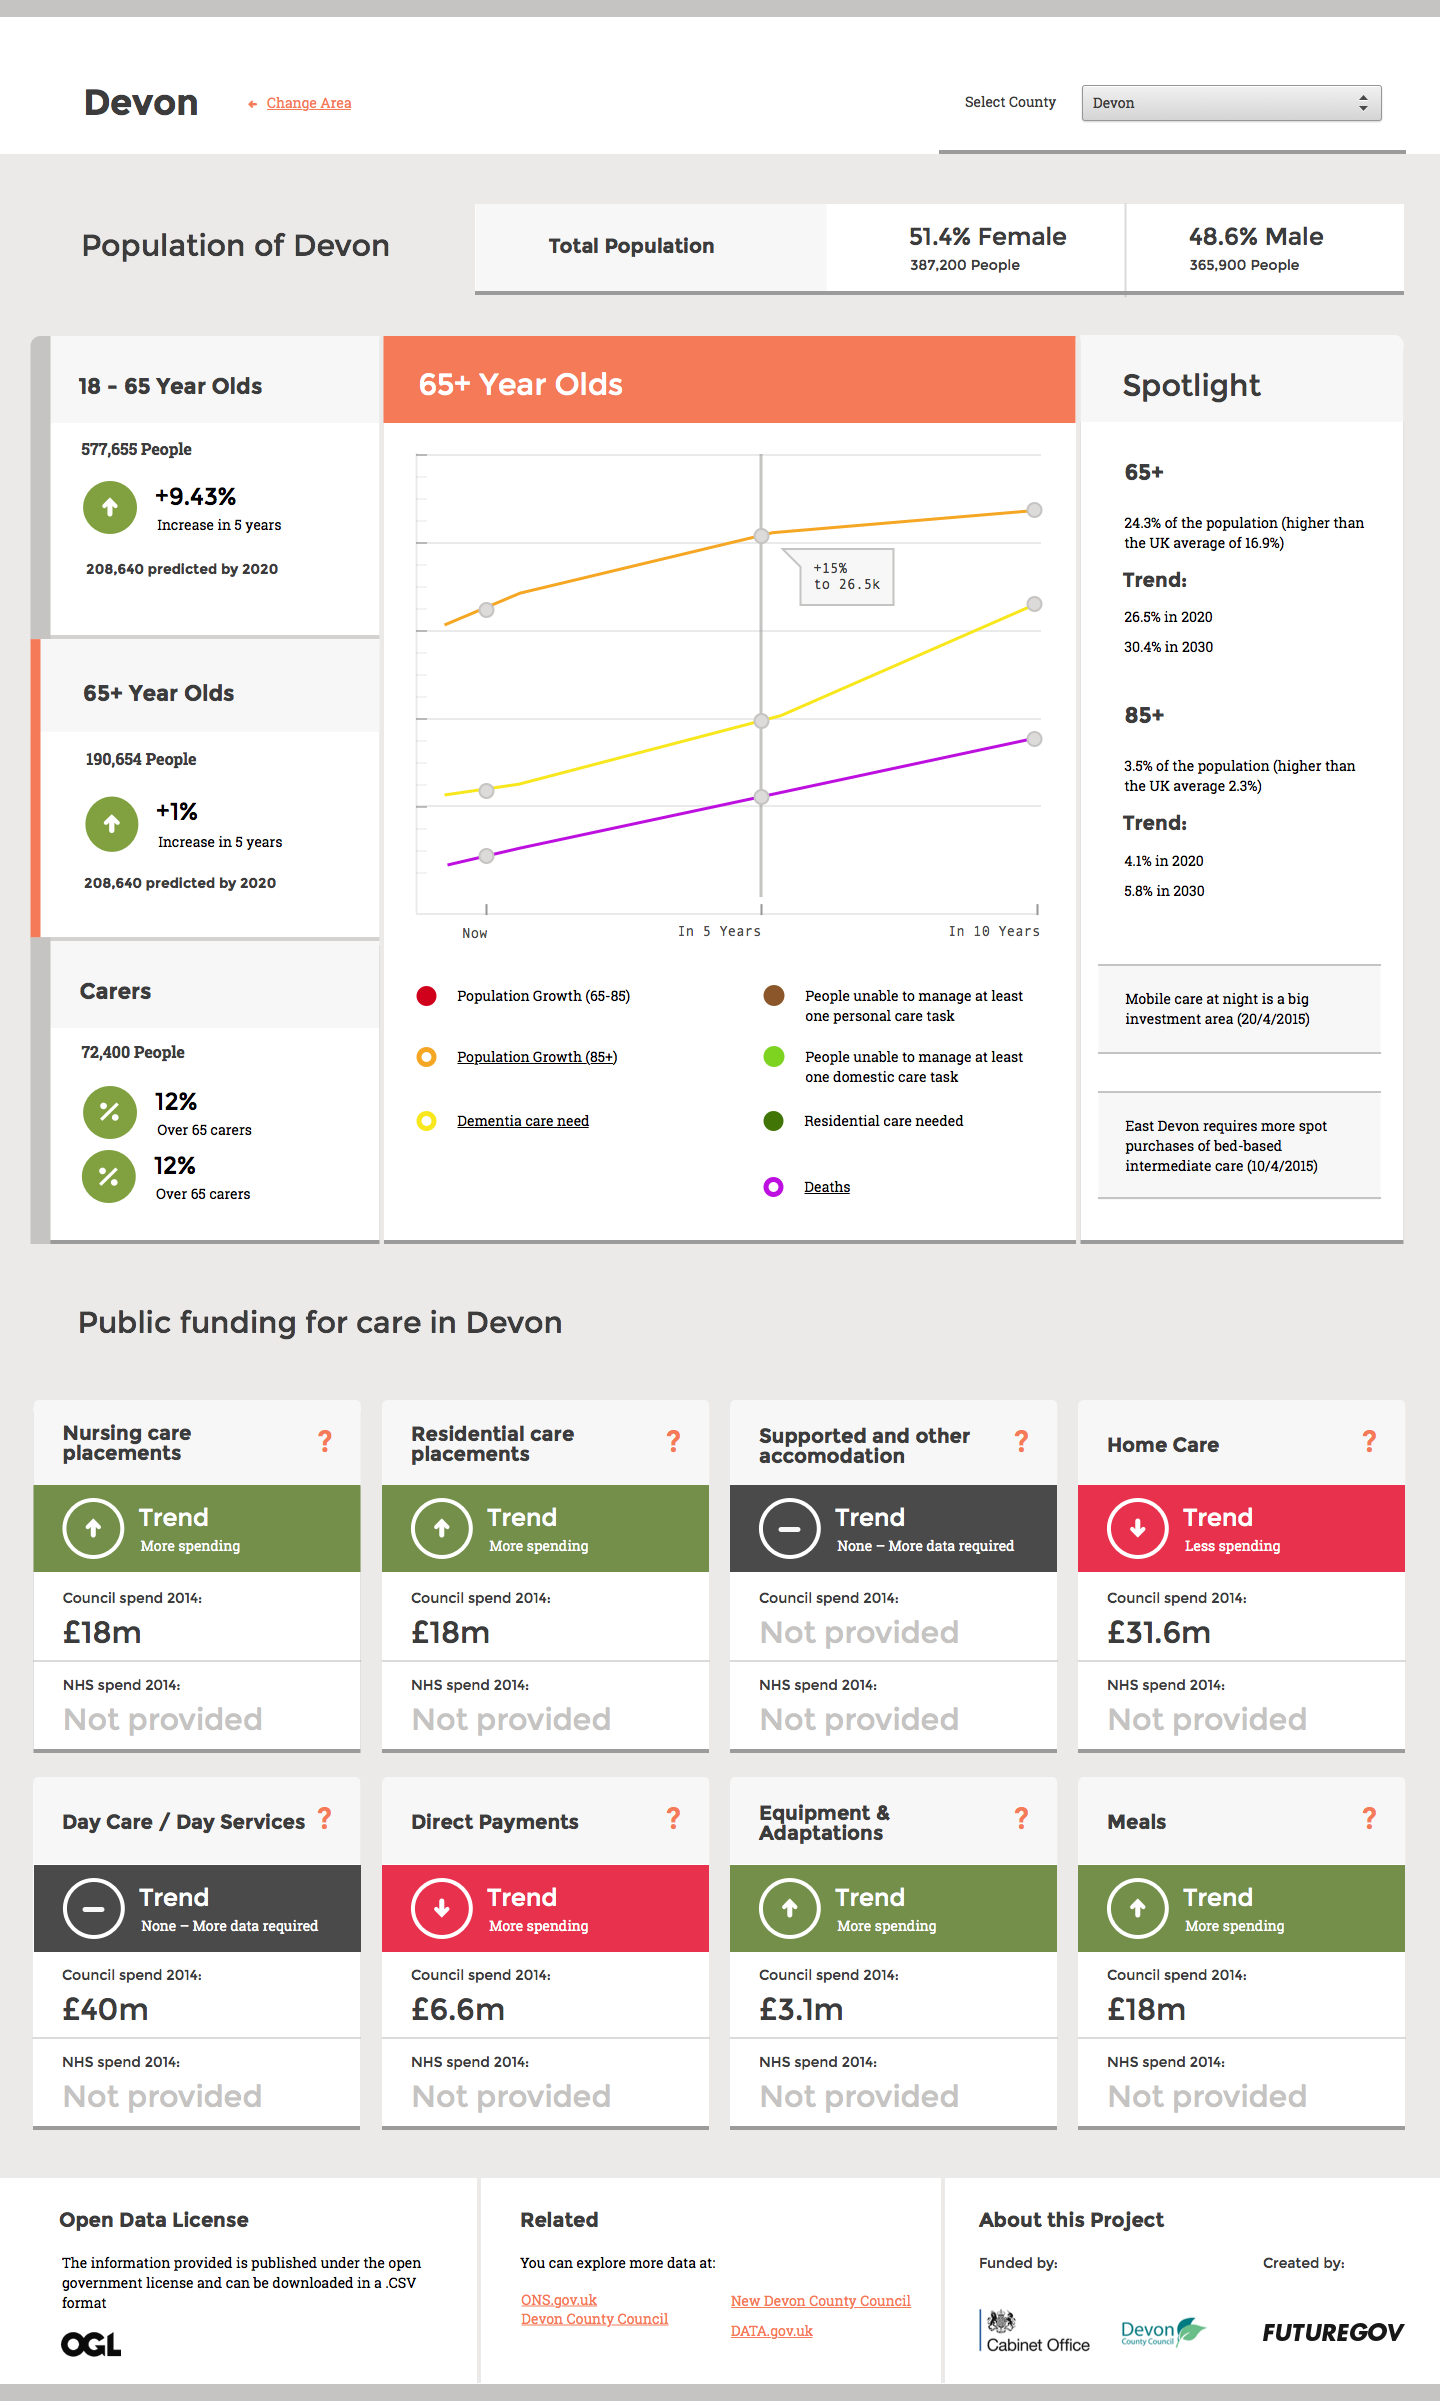 Devon
Change Area
Select County
Devon
Population of Devon
Total Population
51.4% Female
387,200 People
48.6% Male
365,900 People
18 - 65 Year Olds
577,655 People
+9.43%
Increase in 5 years
208,640 predicted by 2020
65+ Year Olds
190,654 People
+1%
Increase in 5 years
208,640 predicted by 2020
Carers
72,400 People
12%
Over 65 carers
12%
Over 65 carers
65+ Year Olds
+15%
to 26.5k
Now
In 5 Years
In 10 Years
Population Growth (65-85)
Population Growth (85+)
Dementia care need
People unable to manage at least
one personal care task
People unable to manage at least
one domestic care task
Residential care needed
Deaths
Spotlight
65+
24.3% of the population (higher than
the UK average of 16.9%)
Trend:
26.5% in 2020
30.4% in 2030
85+
3.5% of the population (higher than
the UK average 2.3%)
Trend:
4.1% in 2020
5.8% in 2030
Mobile care at night is a big
investment area (20/4/2015)
East Devon requires more spot
purchases of bed-based
intermediate care (10/4/2015)
Public funding for care in Devon
Nursing care
placements
?
Trend
More spending
Council spend 2014:
£18m
NHS spend 2014:
Not provided
Residential care
placements
?
Trend
More spending
Council spend 2014:
£18m
NHS spend 2014:
Not provided
Supported and other
accomodation
?
Trend
None – More data required
Council spend 2014:
Not provided
NHS spend 2014:
Not provided
Home Care
?
Trend
Less spending
Council spend 2014:
£31.6m
NHS spend 2014:
Not provided
Day Care / Day Services
?
Trend
None – More data required
Council spend 2014:
£40m
NHS spend 2014:
Not provided
Direct Payments
?
Trend
More spending
Council spend 2014:
£6.6m
NHS spend 2014:
Not provided
Equipment &
Adaptations
?
Trend
More spending
Council spend 2014:
£3.1m
NHS spend 2014:
Not provided
Meals
?
Trend
More spending
Council spend 2014:
£18m
NHS spend 2014:
Not provided
Open Data License
The information provided is published under the open
government license and can be downloaded in a .CSV
format
OGL
Related
You can explore more data at:
ONS.gov.uk
Devon County Council
New Devon County Council
DATA.gov.uk
About this Project
Funded by:
Cabinet Office
Devon
County Council
Created by:
FUTUREGOV